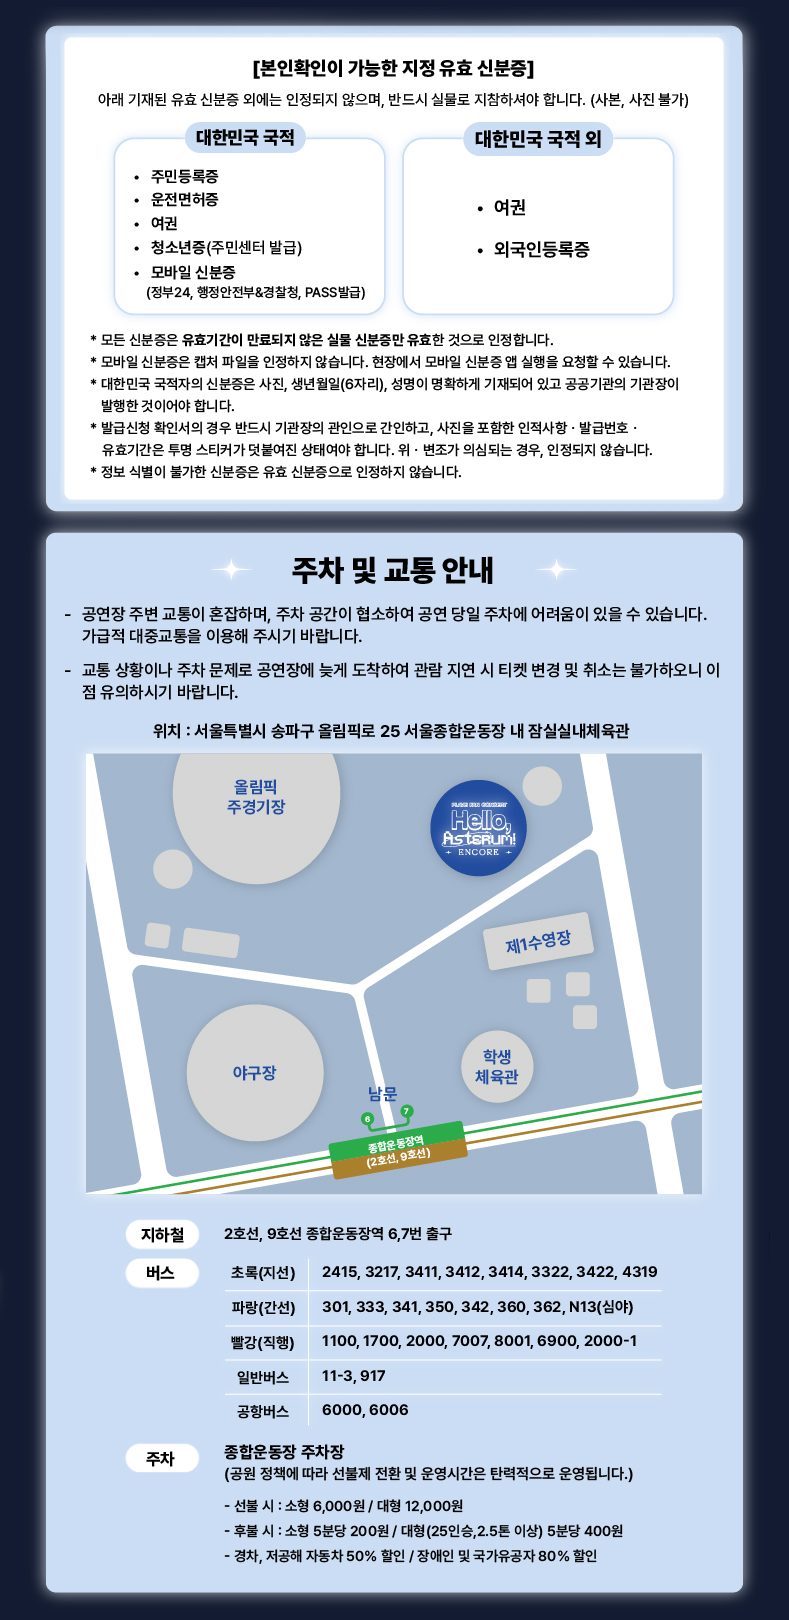 [본인확인이 가능한 지정 유효 신분증]
아래 기재된 유효 신분증 외에는 인정되지 않으며, 반드시 실물로 지참하셔야 합니다. (사본, 사진 불가)
대한민국 국적
• 주민등록증
• 운전면허증
• 여권
• 청소년증(주민센터 발급)
• 모바일 신분증
(정부24, 행정안전부&경찰청, PASS발급)
대한민국 국적 외
• 여권
• 외국인등록증
* 모든 신분증은 유효기간이 만료되지 않은 실물 신분증만 유효한 것으로 인정합니다.
* 모바일 신분증은 캡처 파일을 인정하지 않습니다. 현장에서 모바일 신분증 앱 실행을 요청할 수 있습니다.
* 대한민국 국적자의 신분증은 사진, 생년월일(6자리), 성명이 명확하게 기재되어 있고 공공기관의 기관장이
발행한 것이어야 합니다.
* 발급신청 확인서의 경우 반드시 기관장의 관인으로 간인하고, 사진을 포함한 인적사항 · 발급번호 ·
유효기간은 투명 스티커가 덧붙여진 상태여야 합니다. 위 · 변조가 의심되는 경우, 인정되지 않습니다.
* 정보 식별이 불가한 신분증은 유효 신분증으로 인정하지 않습니다.
주차 및 교통 안내
- 공연장 주변 교통이 혼잡하며, 주차 공간이 협소하여 공연 당일 주차에 어려움이 있을 수 있습니다.
가급적 대중교통을 이용해 주시기 바랍니다.
- 교통 상황이나 주차 문제로 공연장에 늦게 도착하여 관람 지연 시 티켓 변경 및 취소는 불가하오니 이
점 유의하시기 바랍니다.
위치 : 서울특별시 송파구 올림픽로 25 서울종합운동장 내 잠실실내체육관
올림픽
주경기장
PLAVE FAN CONCERT
Hello,
Asterum!
ENCORE
제1수영장
야구장
학생
체육관
남문
6
7
종합운동장역
(2호선, 9호선)
지하철
2호선, 9호선 종합운동장역 6,7번 출구
버스
초록(지선) 2415, 3217, 3411, 3412, 3414, 3322, 3422, 4319
파랑(간선) 301, 333, 341, 350, 342, 360, 362, N13(심야)
빨강(직행) 1100, 1700, 2000, 7007, 8001, 6900, 2000-1
일반버스 11-3, 917
공항버스 6000, 6006
주차
종합운동장 주차장
(공원 정책에 따라 선불제 전환 및 운영시간은 탄력적으로 운영됩니다.)
- 선불 시 : 소형 6,000원 / 대형 12,000원
- 후불 시 : 소형 5분당 200원 / 대형(25인승,2.5톤 이상) 5분당 400원
- 경차, 저공해 자동차 50% 할인 / 장애인 및 국가유공자 80% 할인